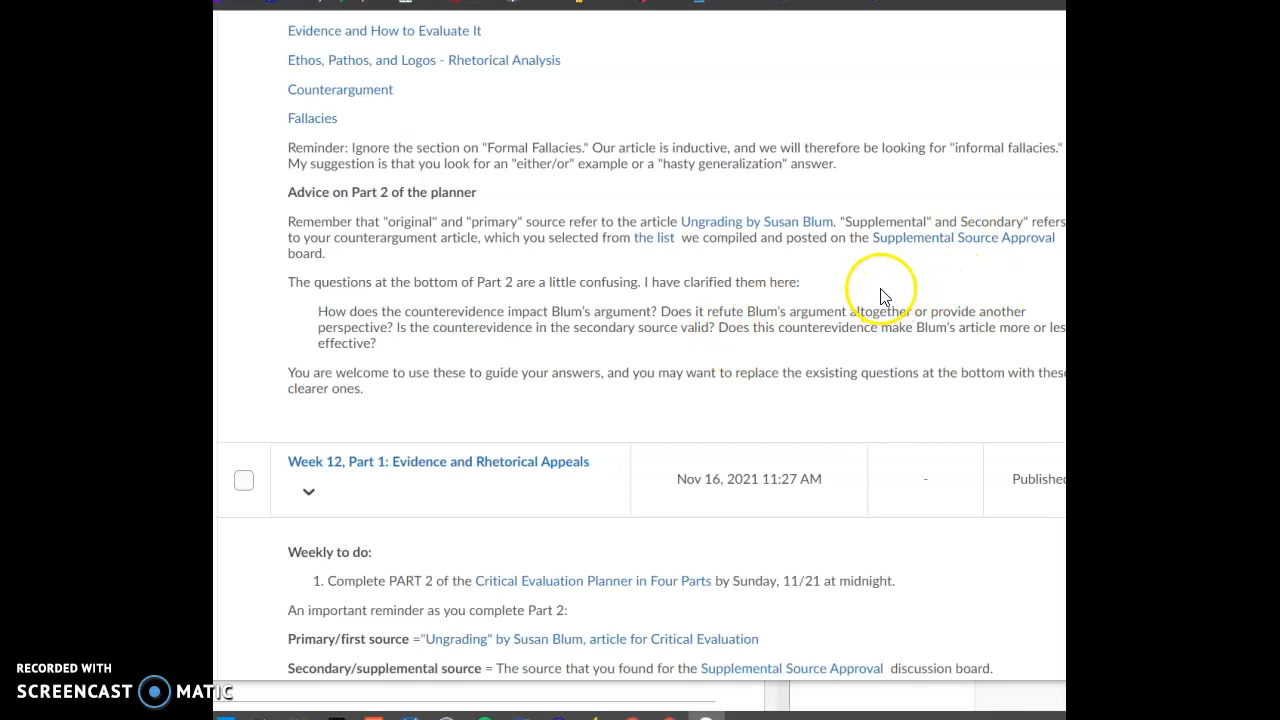 Evidence and How to Evaluate It
Ethos, Pathos, and Logos - Rhetorical Analysis
Counterargument
Fallacies
Reminder: Ignore the section on "Formal Fallacies." Our article is inductive, and we will therefore be looking for "informal fallacies."
My suggestion is that you look for an "either/or" example or a "hasty generalization" answer.
Advice on Part 2 of the planner
Remember that "original" and "primary" source refer to the article Ungrading by Susan Blum. "Supplemental" and Secondary" refers
to your counterargument article, which you selected from the list we compiled and posted on the Supplemental Source Approval
board.
The questions at the bottom of Part 2 are a little confusing. I have clarified them here:
How does the counterevidence impact Blum's argument? Does it refute Blum's argument altogether or provide another
perspective? Is the counterevidence in the secondary source valid? Does this counterevidence make Blum's article more or les
effective?
You are welcome to use these to guide your answers, and you may want to replace the exsisting questions at the bottom with these
clearer ones.
Week 12, Part 1: Evidence and Rhetorical Appeals
Nov 16, 2021 11:27 AM
-
Published
Weekly to do:
1. Complete PART 2 of the Critical Evaluation Planner in Four Parts by Sunday, 11/21 at midnight.
An important reminder as you complete Part 2:
Primary/first source ="Ungrading" by Susan Blum, article for Critical Evaluation
Secondary/supplemental source = The source that you found for the Supplemental Source Approval discussion board.
RECORDED WITH
SCREENCAST MATIC